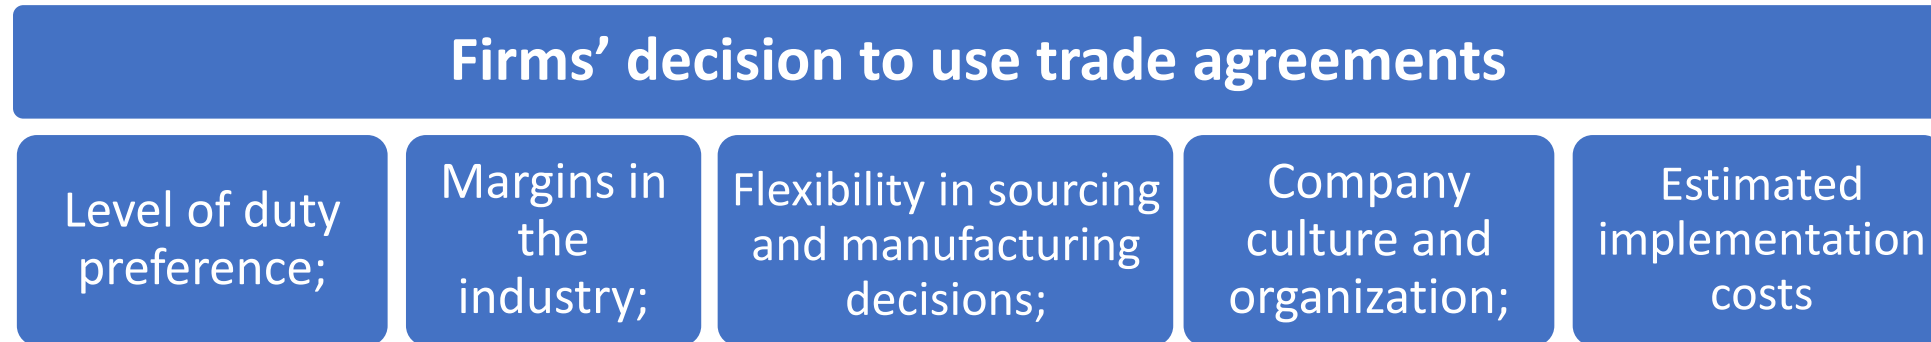 Firms’ decision to use trade agreements
Level of duty
preference;
Margins in
the
industry;
Flexibility in sourcing
and manufacturing
decisions;
Company
culture and
organization;
Estimated
implementation
costs